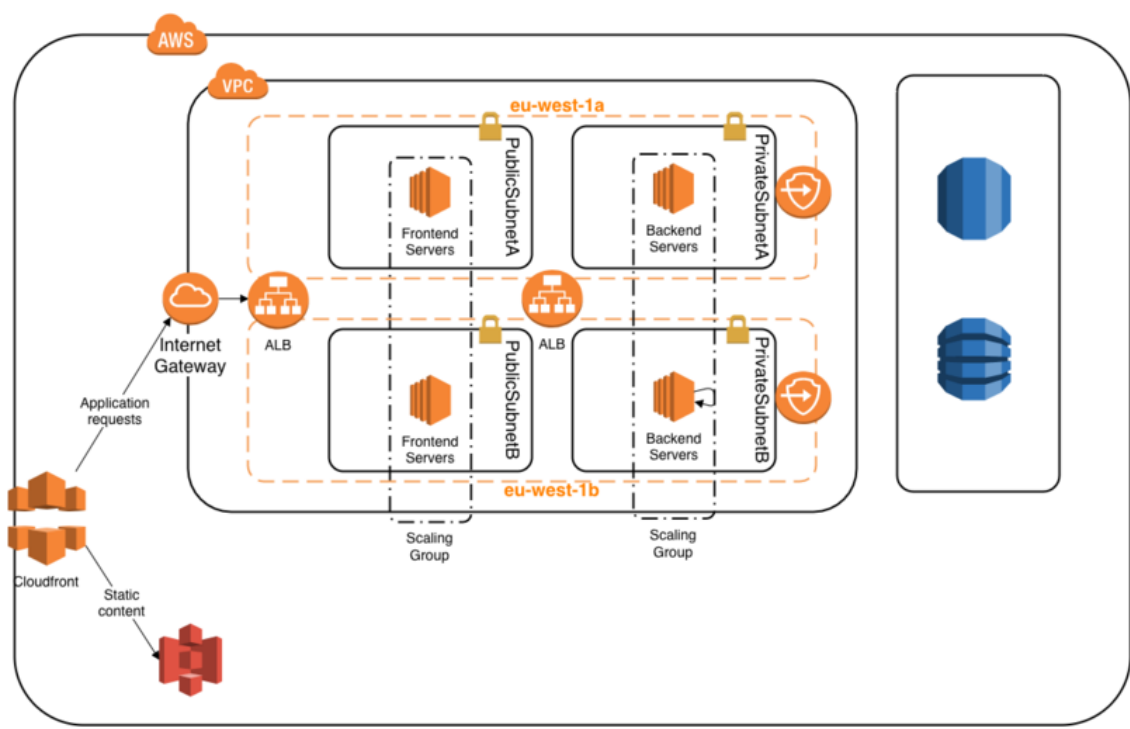 AWS
VPC
eu-west-1a
PublicSubnetA
PrivateSubnetA
Frontend
Servers
Backend
Servers
Internet
Gateway
ALB
ALB
PublicSubnetB
PrivateSubnetB
Application
requests
Frontend
Servers
Backend
Servers
eu-west-1b
Scaling
Group
Scaling
Group
Cloudfront
Static
content